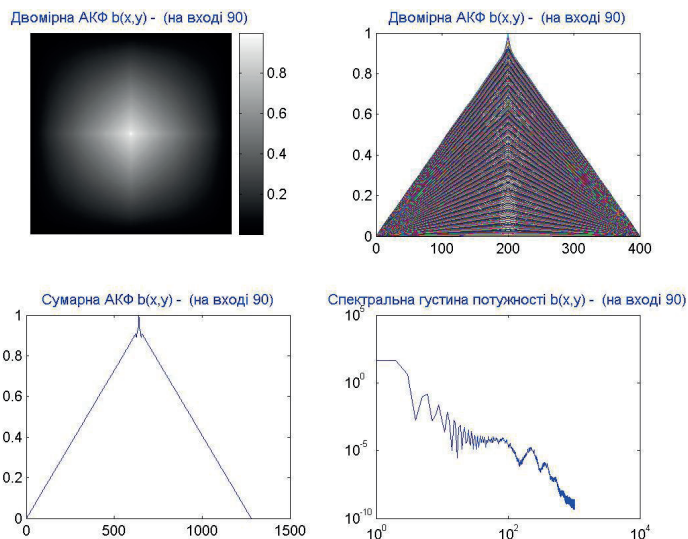 Двомірна АКФ b(x,y) - (на вході 90)
0.8
0.6
0.4
0.2
Двомірна АКФ b(x,y) - (на вході 90)
1
0.8
0.6
0.4
0.2
0
0 100 200 300 400
Сумарна АКФ b(x,y) - (на вході 90)
1
0.8
0.6
0.4
0.2
0
0 500 1000 1500
Спектральна густина потужності b(x,y) - (на вході 90)
10^5
10^0
10^-5
10^-10
10^0 10^2 10^4